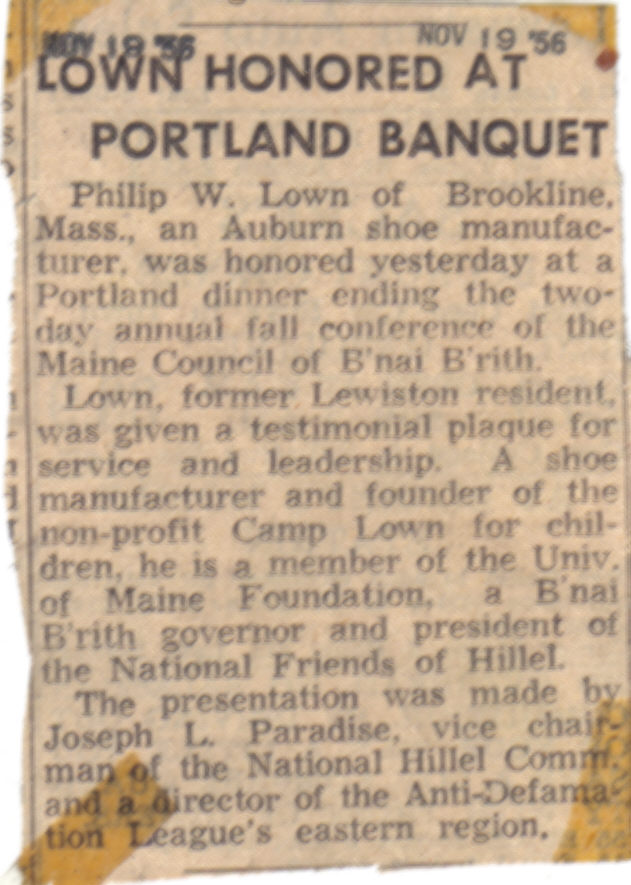 NOV 19 '56
NOV 19 '56
LOWN HONORED AT
PORTLAND BANQUET
Philip W. Lown of Brookline,
Mass., an Auburn shoe manufac-
turer, was honored yesterday at a
Portland dinner ending the two-
day annual fall conference of the
Maine Council of B'nai B'rith.
Lown, former Lewiston resident,
was given a testimonial plaque for
service and leadership. A shoe
manufacturer and founder of the
non-profit Camp Lown for chil-
dren, he is a member of the Univ.
of Maine Foundation, a B'nai
B'rith governor and president of
the National Friends of Hillel.
The presentation was made by
Joseph L. Paradise, vice chair-
man of the National Hillel Comm.
and a director of the Anti-Defama-
tion League's eastern region.